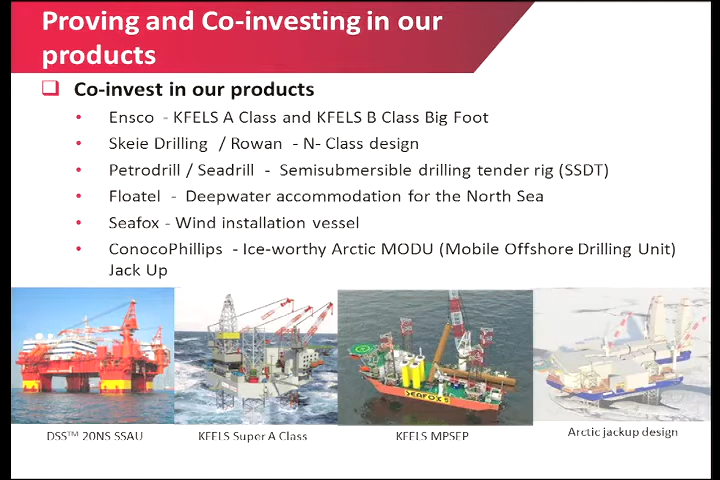 Proving and Co-investing in our
products
Co-invest in our products
• Ensco - KFELS A Class and KFELS B Class Big Foot
• Skeie Drilling / Rowan - N- Class design
• Petrodrill / Seadrill - Semisubmersible drilling tender rig (SSDT)
• Floatel - Deepwater accommodation for the North Sea
• Seafox - Wind installation vessel
• ConocoPhillips - Ice-worthy Arctic MODU (Mobile Offshore Drilling Unit)
Jack Up
SEAFOX 5
DSS™ 20NS SSAU
KFELS Super A Class
KFELS MPSEP
Arctic jackup design